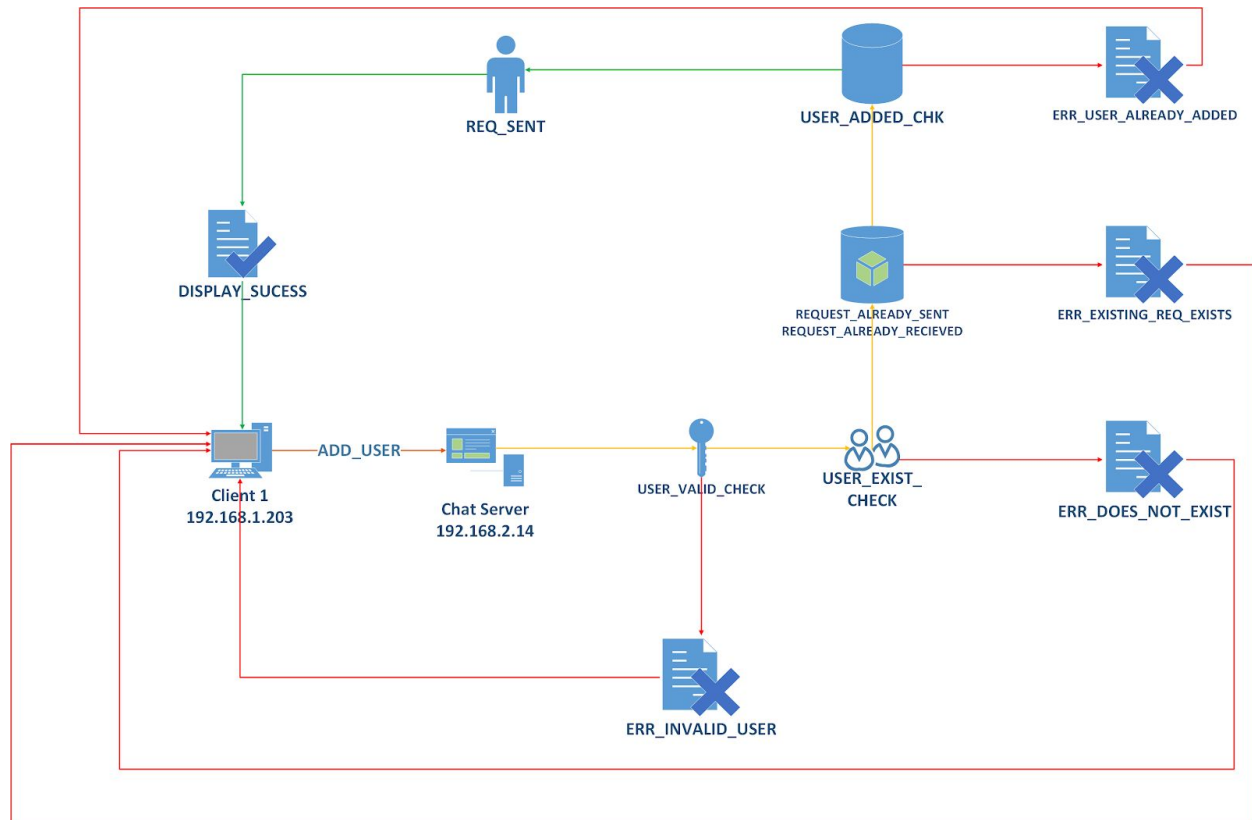 REQ_SENT
USER_ADDED_CHK
ERR_USER_ALREADY_ADDED
DISPLAY_SUCESS
REQUEST_ALREADY_SENT
REQUEST_ALREADY_RECIEVED
ERR_EXISTING_REQ_EXISTS
Client 1
192.168.1.203
ADD_USER
Chat Server
192.168.2.14
USER_VALID_CHECK
USER_EXIST_
CHECK
ERR_DOES_NOT_EXIST
ERR_INVALID_USER